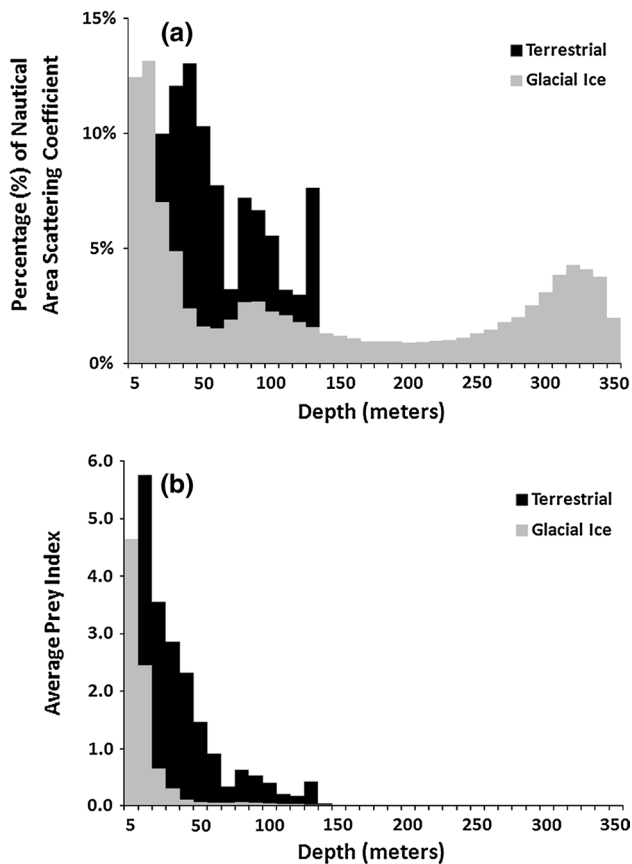 (a)
Terrestrial
Glacial Ice
Percentage (%) of Nautical
Area Scattering Coefficient
15%
10%
5%
0%
5 50 100 150 200 250 300 350
Depth (meters)
(b)
Terrestrial
Glacial Ice
Average Prey Index
6.0
5.0
4.0
3.0
2.0
1.0
0.0
5 50 100 150 200 250 300 350
Depth (meters)